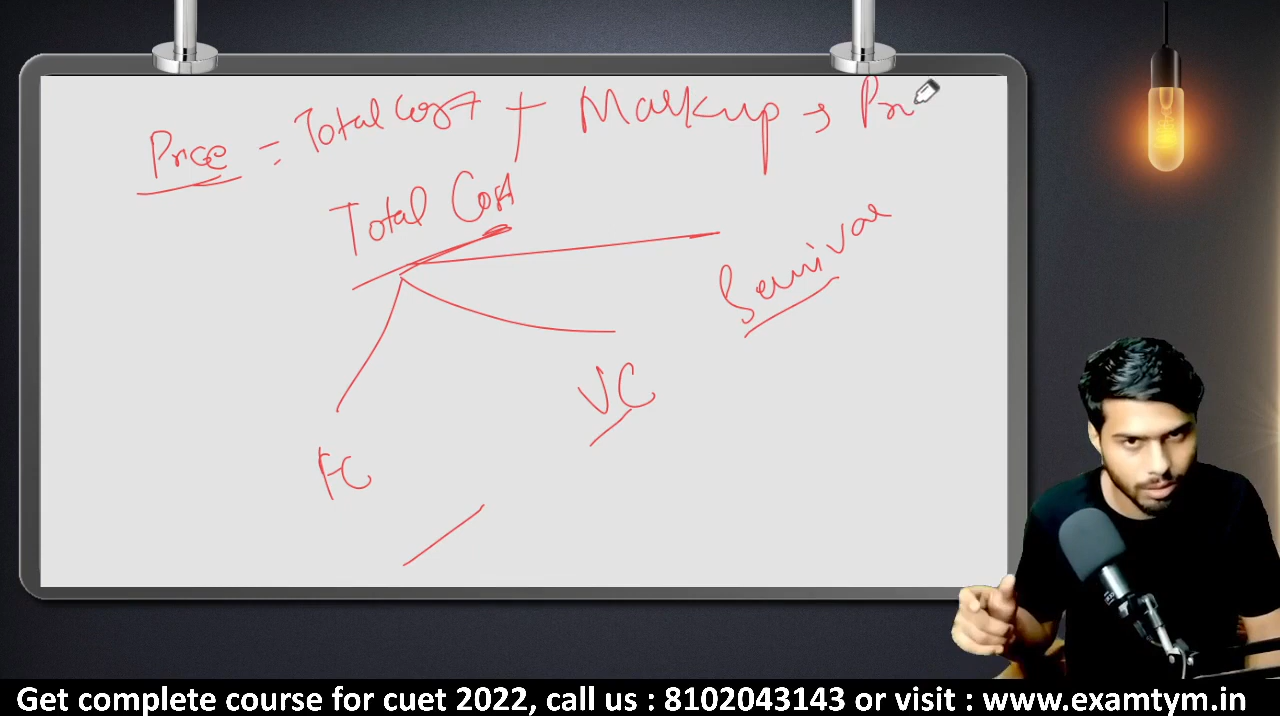 Price = Total Cost + Markup → Pr
Total Cost
Semivar
VC
FC
Get complete course for cuet 2022, call us : 8102043143 or visit : www.examtym.in